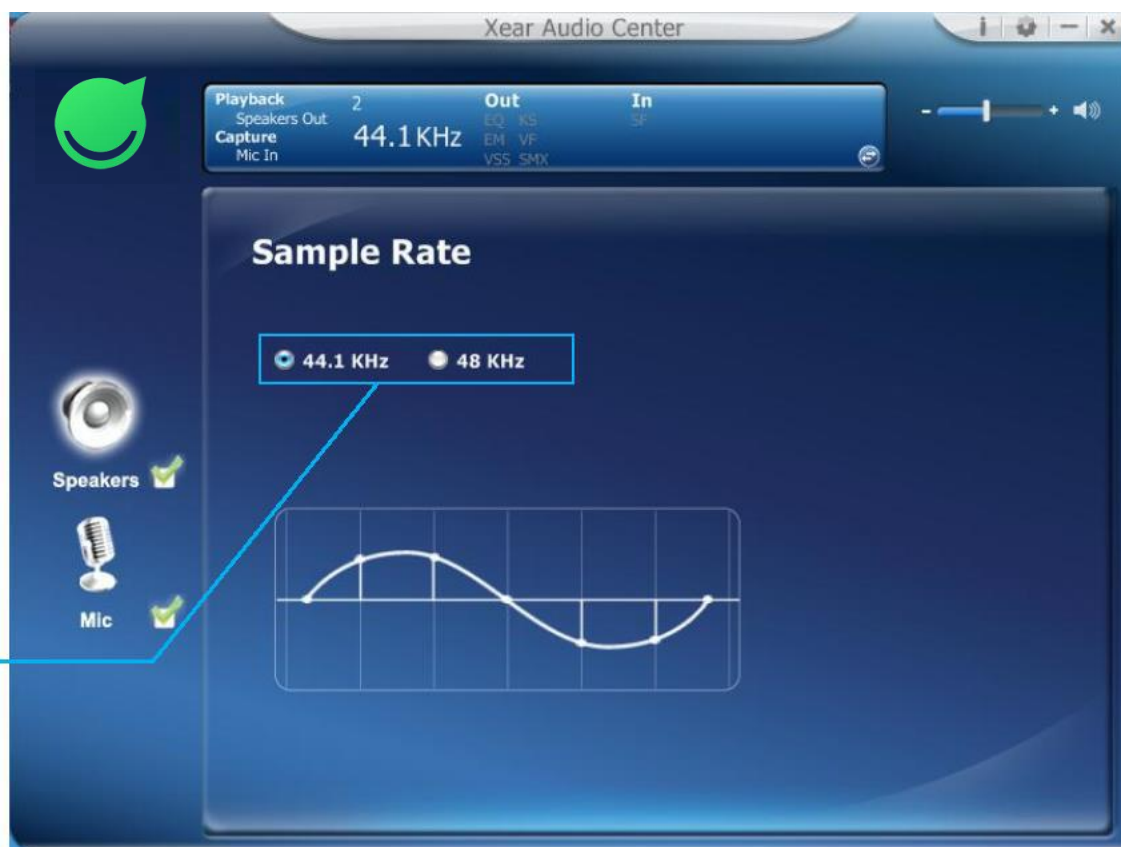 Xear Audio Center
i
Playback 2 Out In
Speakers Out EQ KS SF
Capture 44.1 KHz EM VF
Mic In VSS SMX
- +
Sample Rate
44.1 KHz 48 KHz
Speakers
Mic